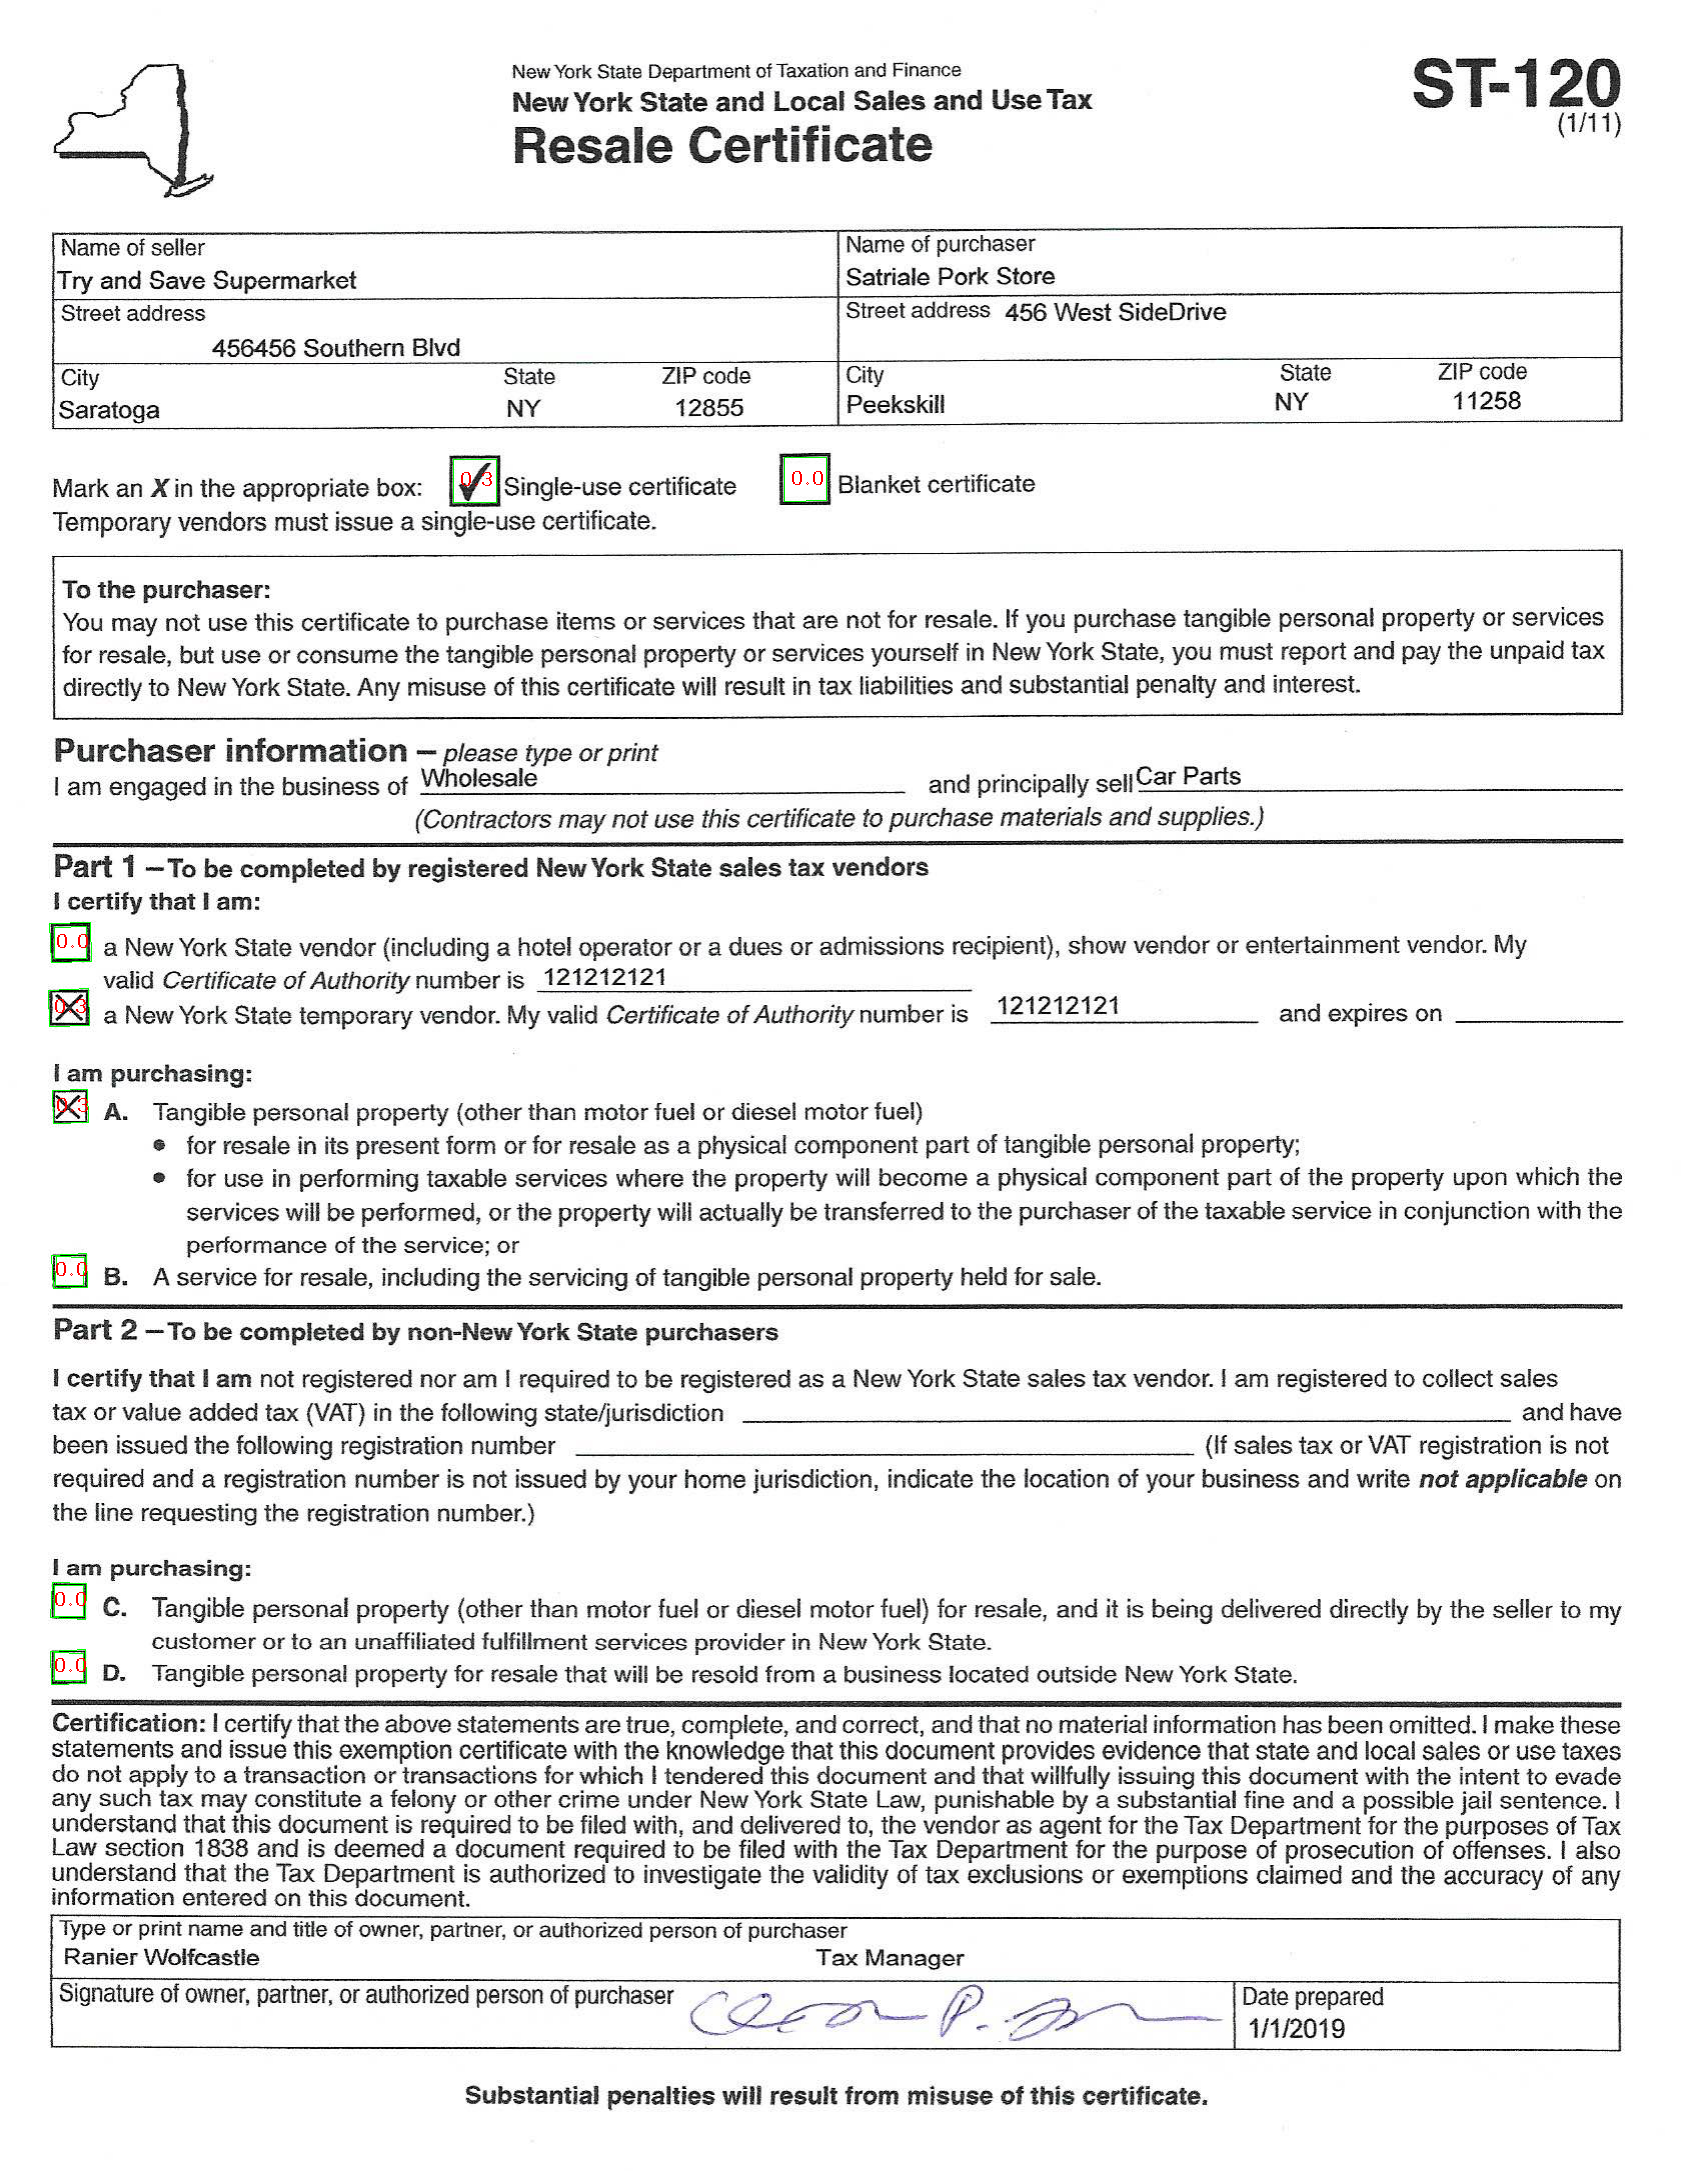 New York State Department of Taxation and Finance
New York State and Local Sales and Use Tax
Resale Certificate
ST-120
(1/11)
Name of seller
Try and Save Supermarket
Name of purchaser
Satriale Pork Store
Street address
456456 Southern Blvd
Street address 456 West SideDrive
City State ZIP code
Saratoga NY 12855
City State ZIP code
Peekskill NY 11258
Mark an X in the appropriate box: 0.3 Single-use certificate 0.0 Blanket certificate
Temporary vendors must issue a single-use certificate.
To the purchaser:
You may not use this certificate to purchase items or services that are not for resale. If you purchase tangible personal property or services
for resale, but use or consume the tangible personal property or services yourself in New York State, you must report and pay the unpaid tax
directly to New York State. Any misuse of this certificate will result in tax liabilities and substantial penalty and interest.
Purchaser information – please type or print
I am engaged in the business of Wholesale and principally sell Car Parts
(Contractors may not use this certificate to purchase materials and supplies.)
Part 1 – To be completed by registered New York State sales tax vendors
I certify that I am:
0.0 a New York State vendor (including a hotel operator or a dues or admissions recipient), show vendor or entertainment vendor. My
valid Certificate of Authority number is 121212121
0.3 a New York State temporary vendor. My valid Certificate of Authority number is 121212121 and expires on
I am purchasing:
0.3 A. Tangible personal property (other than motor fuel or diesel motor fuel)
• for resale in its present form or for resale as a physical component part of tangible personal property;
• for use in performing taxable services where the property will become a physical component part of the property upon which the
services will be performed, or the property will actually be transferred to the purchaser of the taxable service in conjunction with the
performance of the service; or
0.0 B. A service for resale, including the servicing of tangible personal property held for sale.
Part 2 – To be completed by non-New York State purchasers
I certify that I am not registered nor am I required to be registered as a New York State sales tax vendor. I am registered to collect sales
tax or value added tax (VAT) in the following state/jurisdiction and have
been issued the following registration number (If sales tax or VAT registration is not
required and a registration number is not issued by your home jurisdiction, indicate the location of your business and write not applicable on
the line requesting the registration number.)
I am purchasing:
0.0 C. Tangible personal property (other than motor fuel or diesel motor fuel) for resale, and it is being delivered directly by the seller to my
customer or to an unaffiliated fulfillment services provider in New York State.
0.0 D. Tangible personal property for resale that will be resold from a business located outside New York State.
Certification: I certify that the above statements are true, complete, and correct, and that no material information has been omitted. I make these
statements and issue this exemption certificate with the knowledge that this document provides evidence that state and local sales or use taxes
do not apply to a transaction or transactions for which I tendered this document and that willfully issuing this document with the intent to evade
any such tax may constitute a felony or other crime under New York State Law, punishable by a substantial fine and a possible jail sentence. I
understand that this document is required to be filed with, and delivered to, the vendor as agent for the Tax Department for the purposes of Tax
Law section 1838 and is deemed a document required to be filed with the Tax Department for the purpose of prosecution of offenses. I also
understand that the Tax Department is authorized to investigate the validity of tax exclusions or exemptions claimed and the accuracy of any
information entered on this document.
Type or print name and title of owner, partner, or authorized person of purchaser
Ranier Wolfcastle Tax Manager
Signature of owner, partner, or authorized person of purchaser
Date prepared
1/1/2019
Substantial penalties will result from misuse of this certificate.